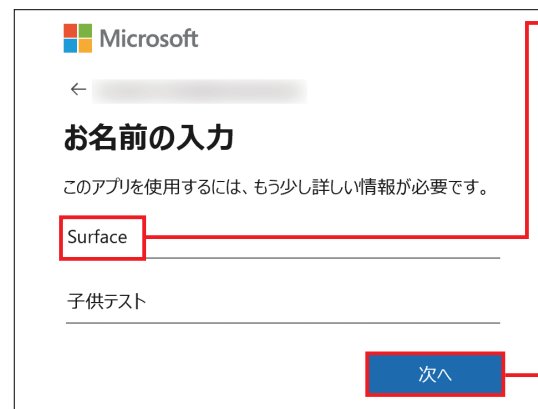 Microsoft
←
お名前の入力
このアプリを使用するには、もう少し詳しい情報が必要です。
Surface
子供テスト
次へ